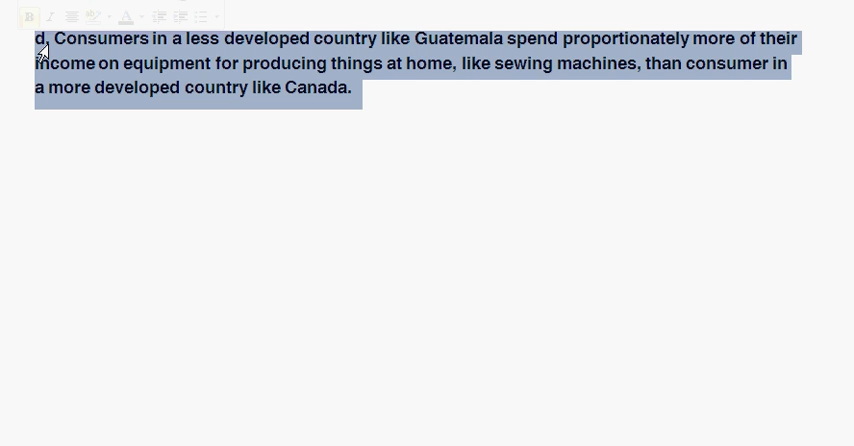 d. Consumers in a less developed country like Guatemala spend proportionately more of their
income on equipment for producing things at home, like sewing machines, than consumer in
a more developed country like Canada.